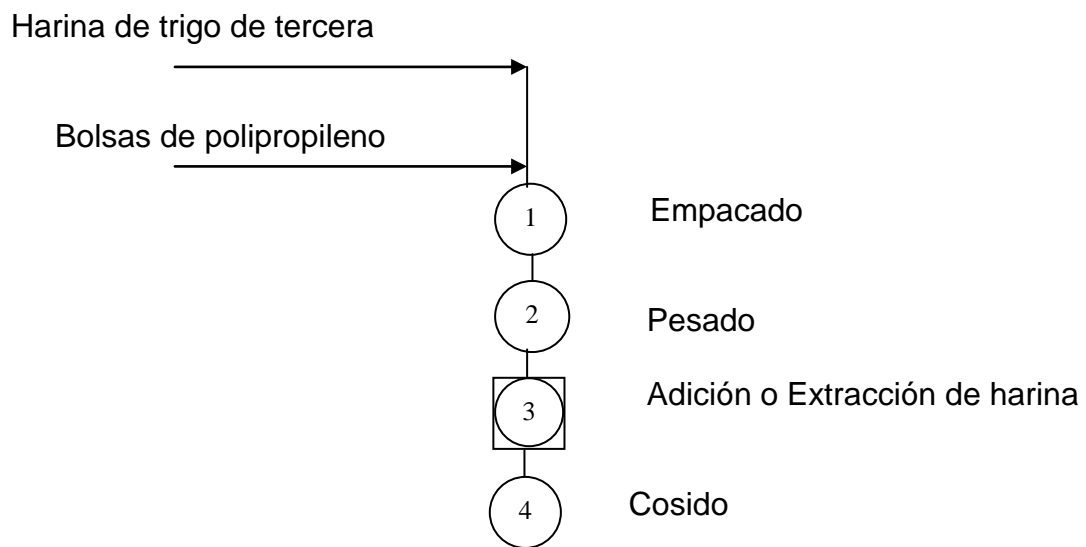 Harina de trigo de tercera
Bolsas de polipropileno
1 Empacado
2 Pesado
3 Adición o Extracción de harina
4 Cosido